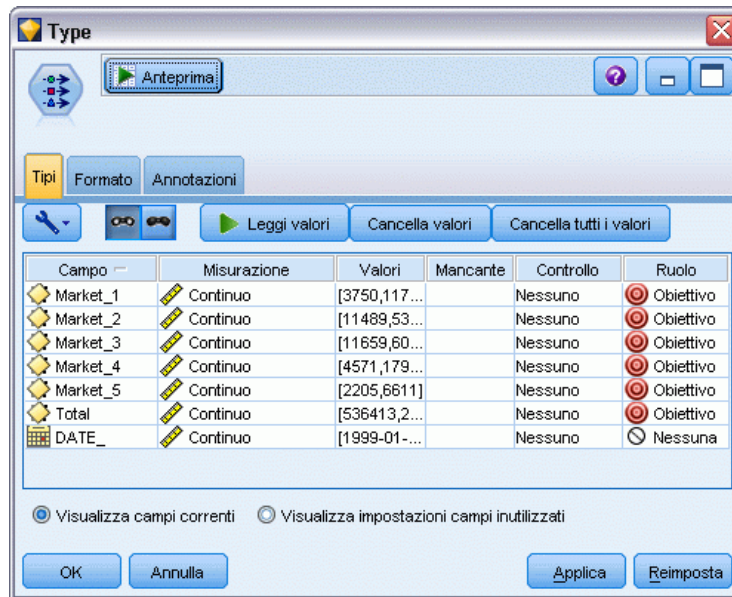 Type
Anteprima
Tipi Formato Annotazioni
Leggi valori Cancella valori Cancella tutti i valori
Campo Misurazione Valori Mancante Controllo Ruolo
Market_1 Continuo [3750,117... Nessuno Obiettivo
Market_2 Continuo [11489,53... Nessuno Obiettivo
Market_3 Continuo [11659,60... Nessuno Obiettivo
Market_4 Continuo [4571,179... Nessuno Obiettivo
Market_5 Continuo [2205,6611] Nessuno Obiettivo
Total Continuo [536413,2... Nessuno Obiettivo
DATE_ Continuo [1999-01-... Nessuno Nessuna
Visualizza campi correnti Visualizza impostazioni campi inutilizzati
OK Annulla Applica Reimposta